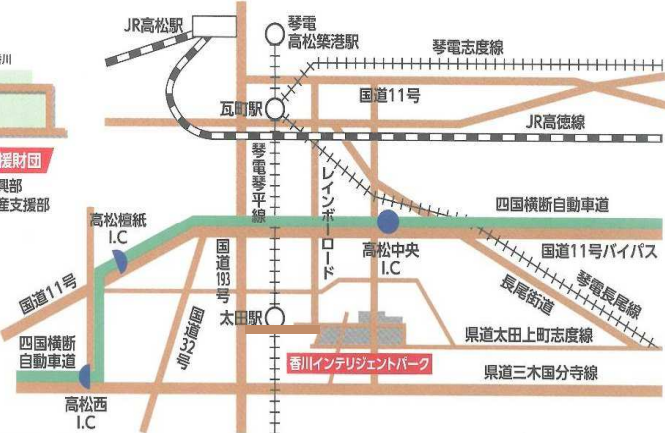 JR高松駅
琴電
高松築港駅
琴電志度線
川
国道11号
瓦町駅
JR高徳線
援財団
興部
産支援部
琴電琴平線
レインボーロード
高松檀紙
I.C
四国横断自動車道
高松中央
I.C
国道11号バイパス
国道193号
国道11号
国道32号
太田駅
長尾街道
琴電長尾線
県道太田上町志度線
四国横断
自動車道
香川インテリジェントパーク
県道三木国分寺線
高松西
I.C